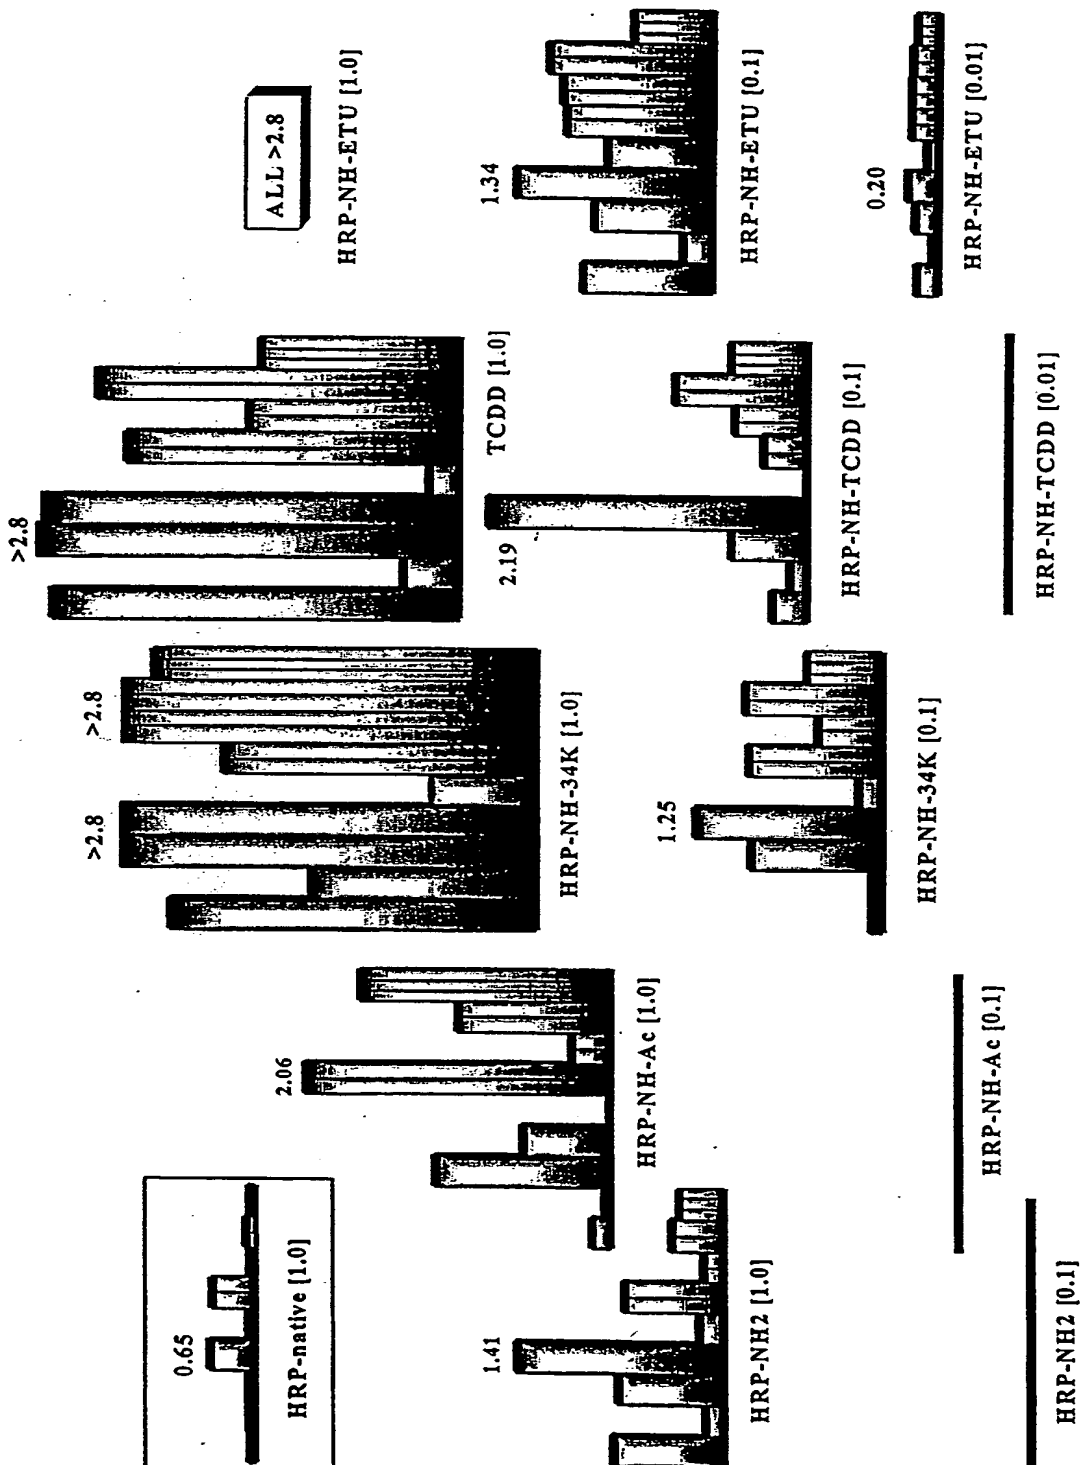 0.65
HRP-native [1.0]
1.41
HRP-NH2 [1.0]
HRP-NH2 [0.1]
2.06
HRP-NH-Ac [1.0]
HRP-NH-Ac [0.1]
>2.8
>2.8
HRP-NH-34K [1.0]
1.25
HRP-NH-34K [0.1]
>2.8
TCDD [1.0]
2.19
HRP-NH-TCDD [0.1]
HRP-NH-TCDD [0.01]
ALL >2.8
HRP-NH-ETU [1.0]
1.34
HRP-NH-ETU [0.1]
0.20
HRP-NH-ETU [0.01]